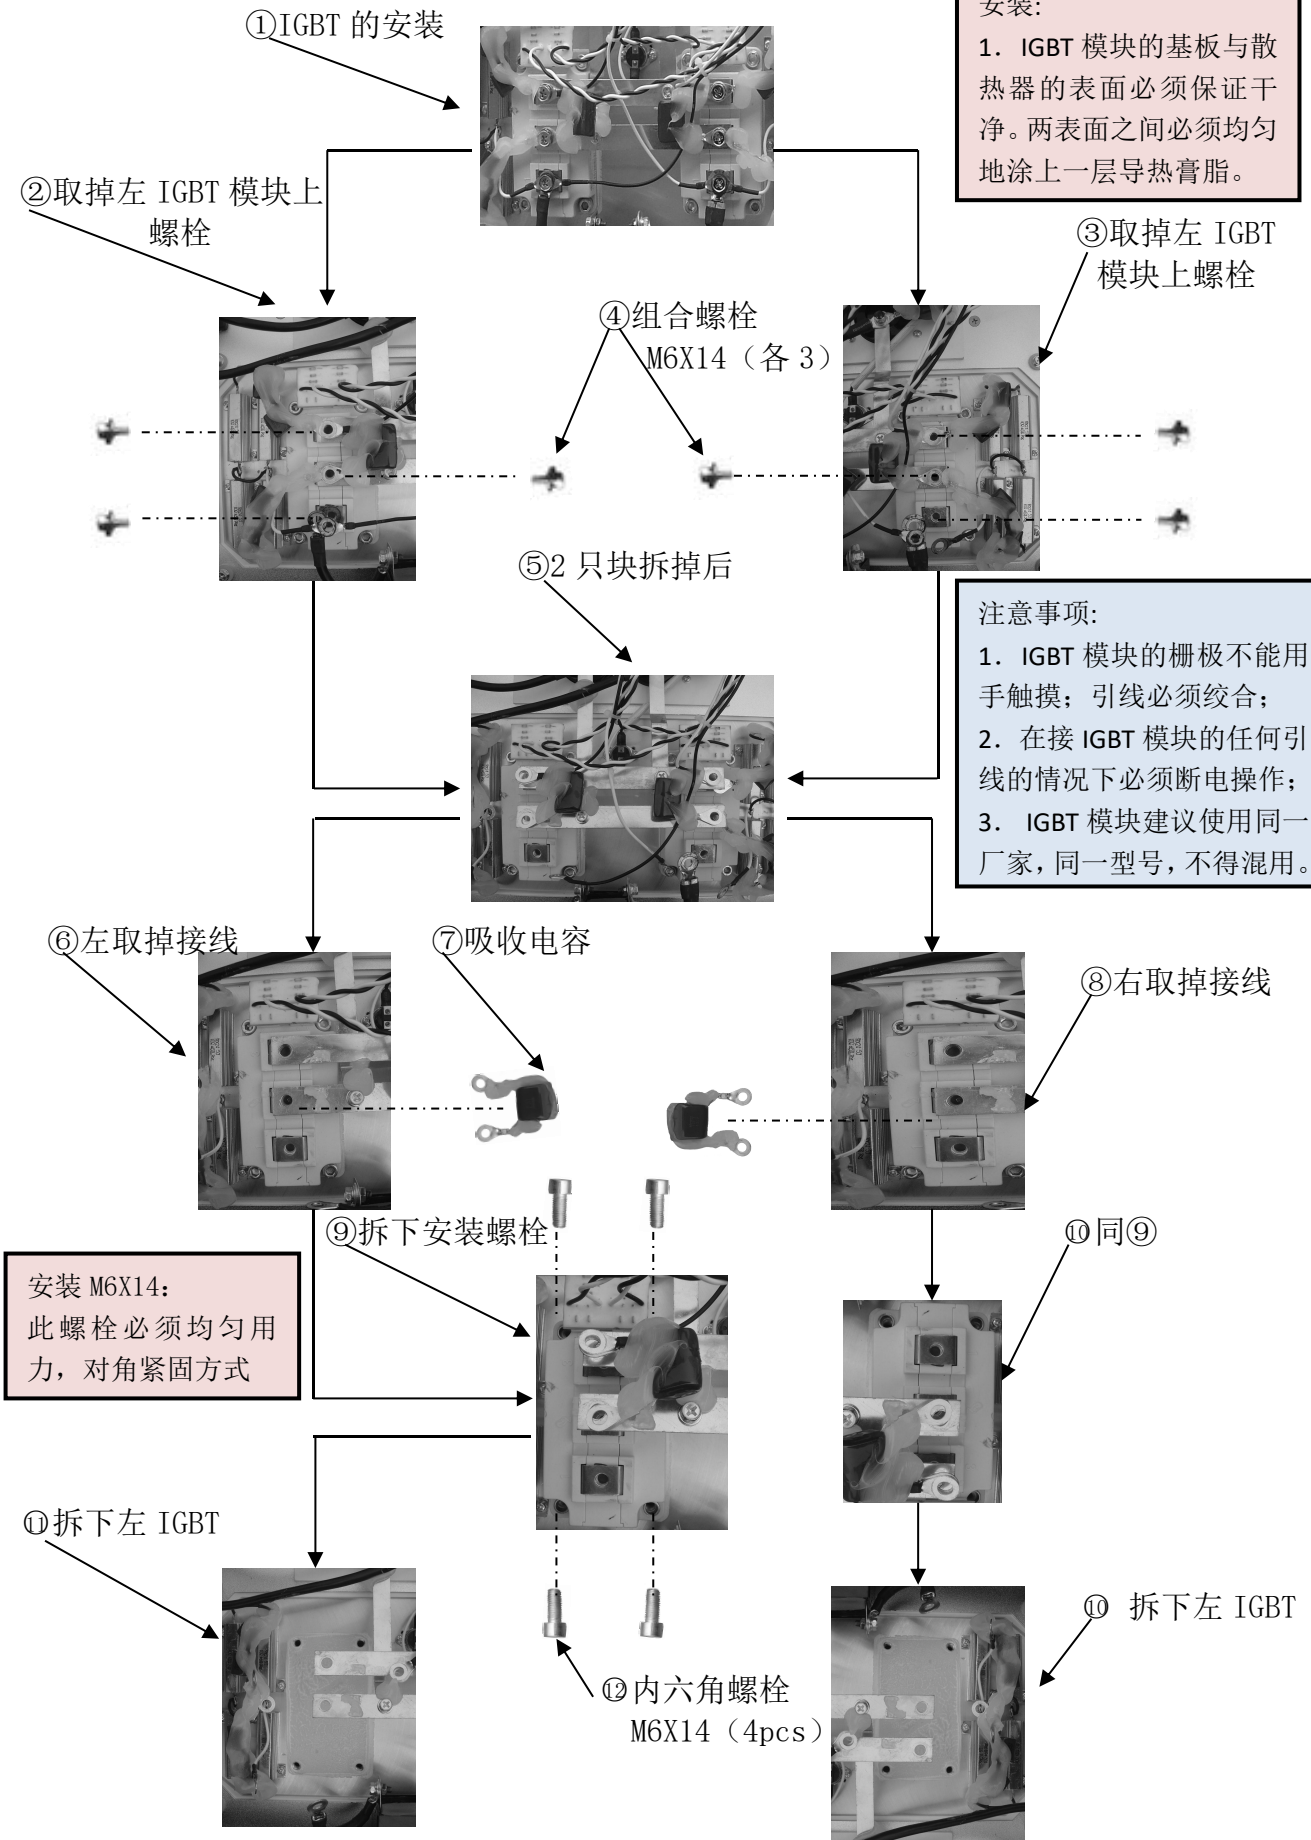 ①IGBT 的安装
安装:
1. IGBT 模块的基板与散
热器的表面必须保证干
净。两表面之间必须均匀
地涂上一层导热膏脂。
②取掉左 IGBT 模块上
螺栓
③取掉左 IGBT
模块上螺栓
④组合螺栓
M6X14（各 3）
⑤2 只块拆掉后
注意事项:
1. IGBT 模块的栅极不能用
手触摸；引线必须绞合；
2. 在接 IGBT 模块的任何引
线的情况下必须断电操作；
3. IGBT 模块建议使用同一
厂家，同一型号，不得混用。
⑥左取掉接线
⑦吸收电容
⑧右取掉接线
⑨拆下安装螺栓
⑩同⑨
安装 M6X14：
此螺栓必须均匀用
力，对角紧固方式
⑪拆下左 IGBT
⑩ 拆下左 IGBT
⑫内六角螺栓
M6X14（4pcs）